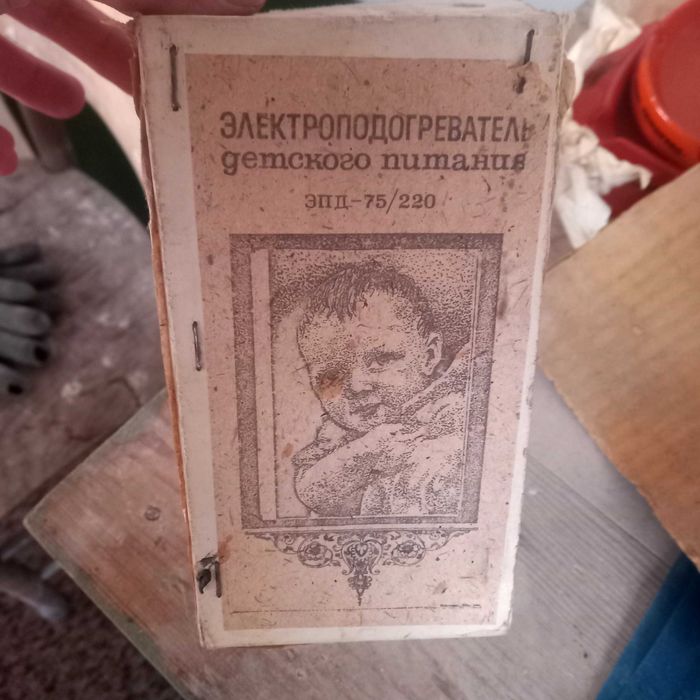 ЭЛЕКТРОПОДОГРЕВАТЕЛЬ
детского питания
ЭПД-75/220